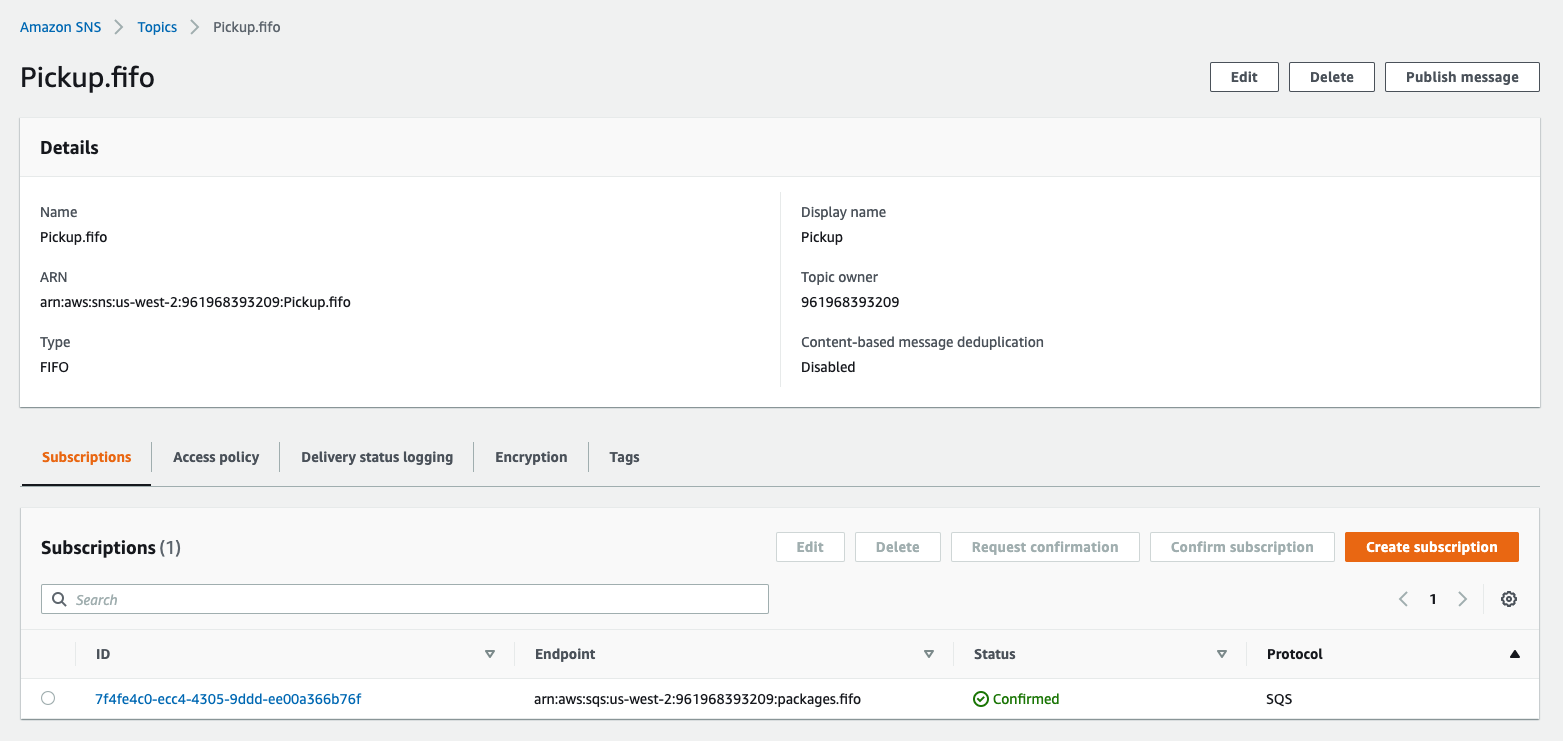 Amazon SNS Topics Pickup.fifo
Pickup.fifo
Edit Delete Publish message
Details
Name
Pickup.fifo
Display name
Pickup
ARN
arn:aws:sns:us-west-2:961968393209:Pickup.fifo
Topic owner
961968393209
Type
FIFO
Content-based message deduplication
Disabled
Subscriptions Access policy Delivery status logging Encryption Tags
Subscriptions (1)
Edit Delete Request confirmation Confirm subscription Create subscription
Search
1
ID Endpoint Status Protocol
7f4fe4c0-ecc4-4305-9ddd-ee00a366b76f arn:aws:sqs:us-west-2:961968393209:packages.fifo Confirmed SQS